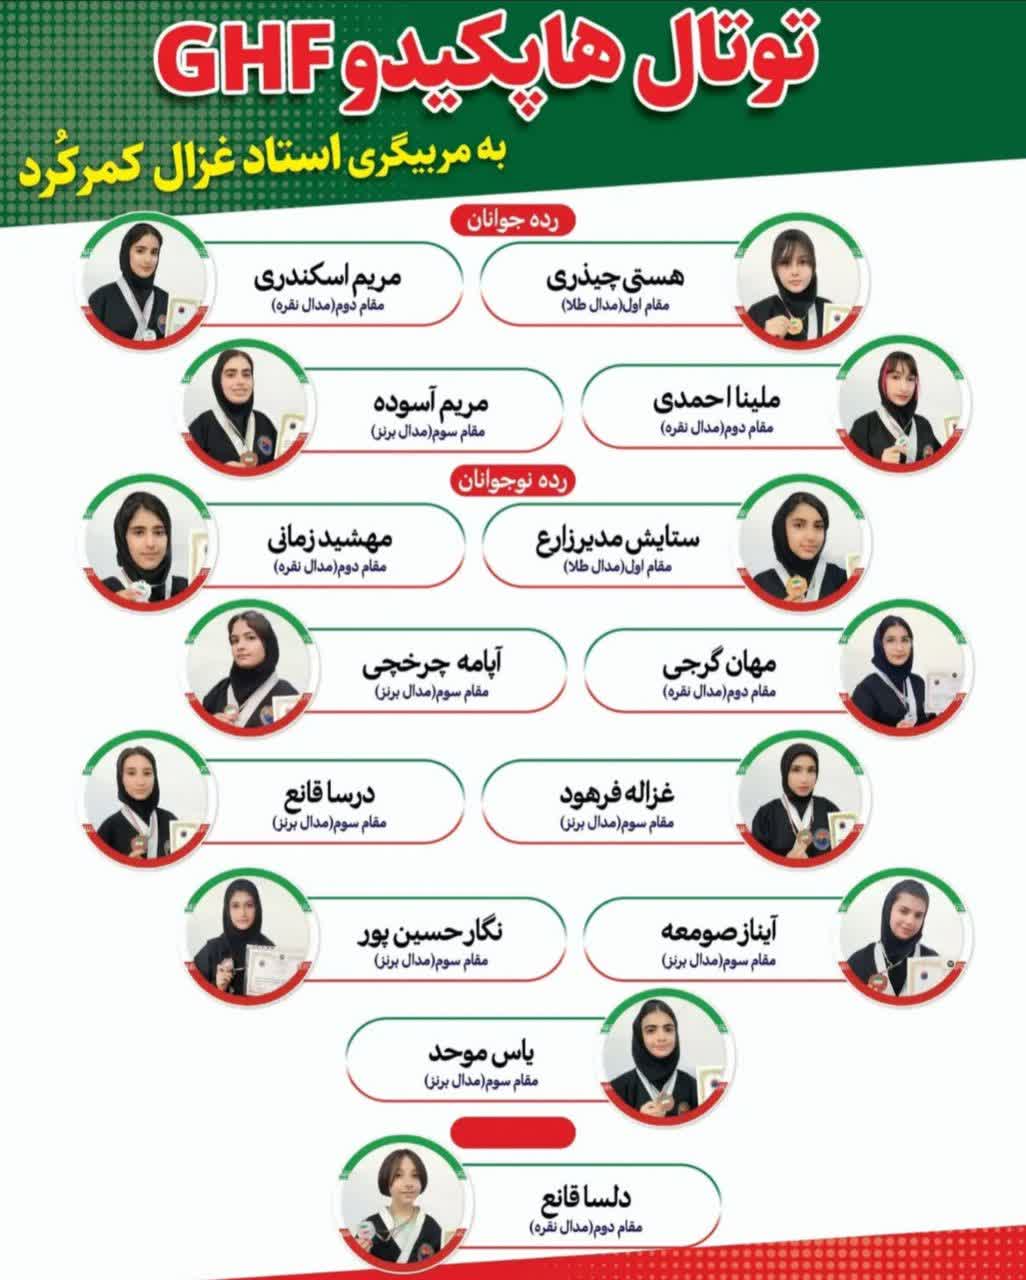 توتال هاپکیدو GHF
به مربیگری استاد غزال کمرکُرد
رده جوانان
هستی چیذری
مقام اول(مدال طلا)
مریم اسکندری
مقام دوم(مدال نقره)
ملینا احمدی
مقام دوم(مدال نقره)
مریم آسوده
مقام سوم(مدال برنز)
رده نوجوانان
ستایش مدیرزارع
مقام اول(مدال طلا)
مهشید زمانی
مقام دوم(مدال نقره)
مهان گرجی
مقام دوم(مدال نقره)
آپامه چرخچی
مقام سوم(مدال برنز)
غزاله فرهود
مقام سوم(مدال برنز)
درسا قانع
مقام سوم(مدال برنز)
آیناز صومعه
مقام سوم(مدال برنز)
نگار حسین پور
مقام سوم(مدال برنز)
یاس موحد
مقام سوم(مدال برنز)
دلسا قانع
مقام دوم(مدال نقره)